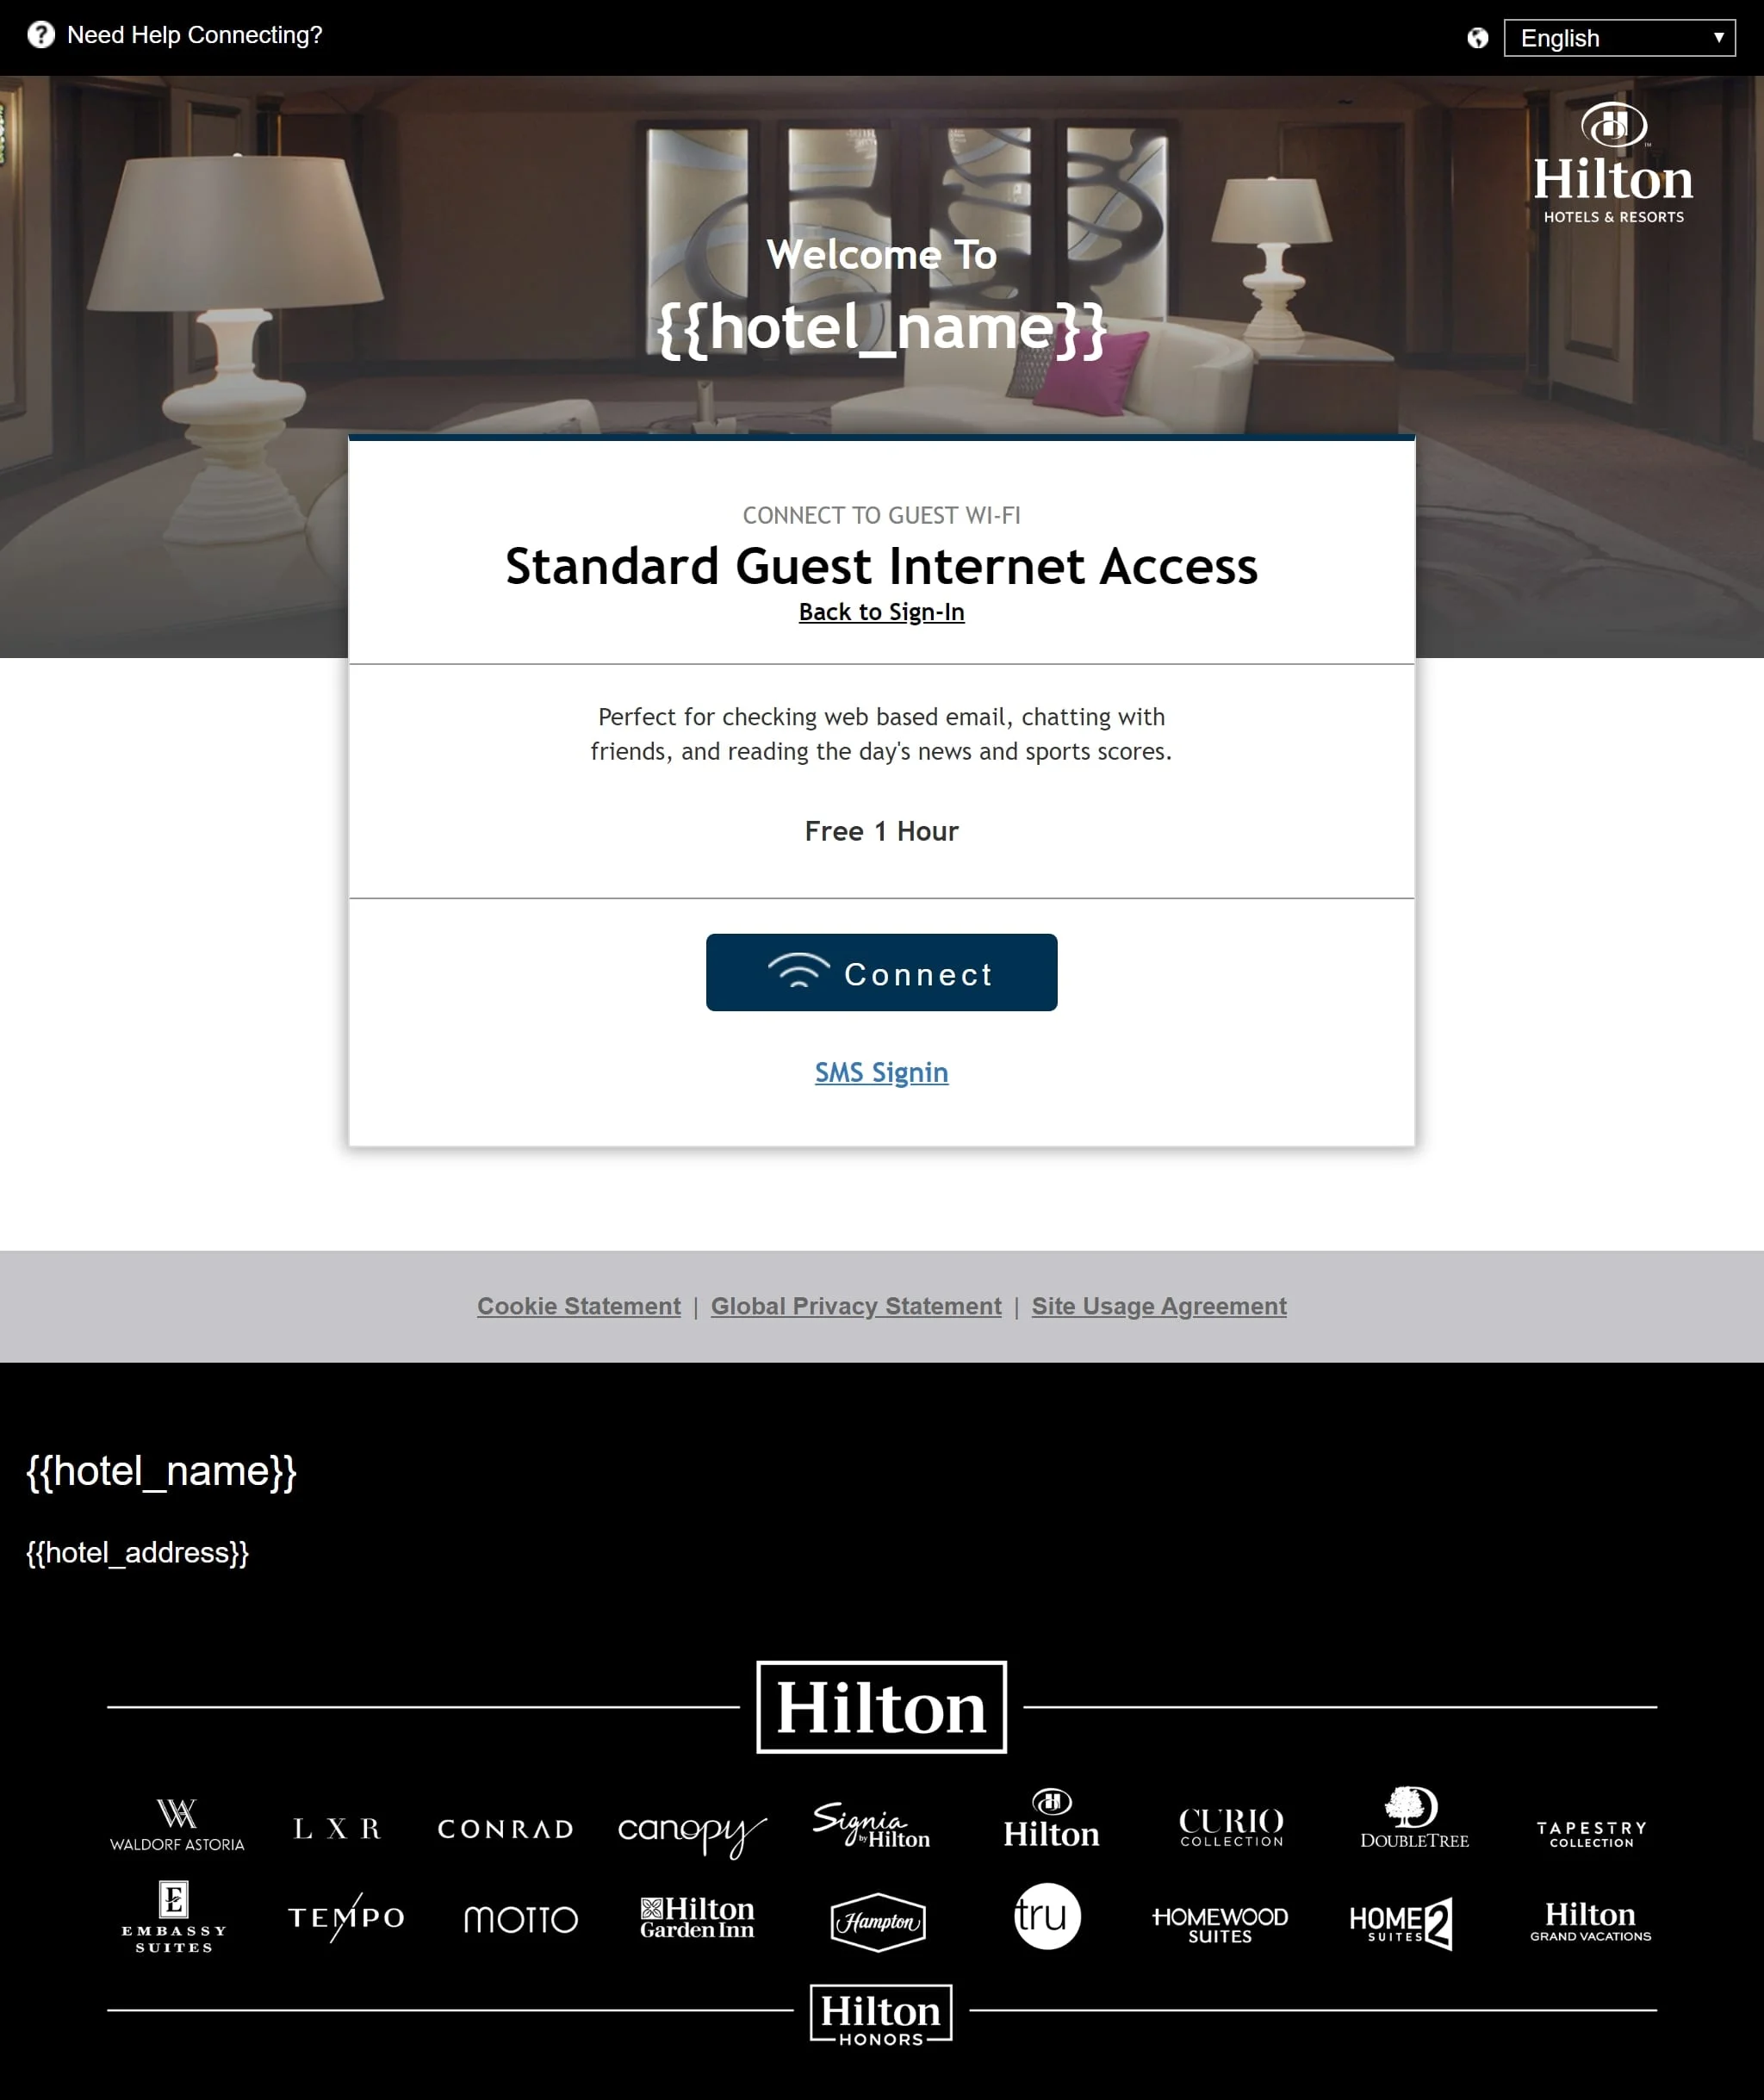 Need Help Connecting?
English
Hilton
HOTELS & RESORTS
Welcome To
{{hotel_name}}
CONNECT TO GUEST WI-FI
Standard Guest Internet Access
Back to Sign-In
Perfect for checking web based email, chatting with
friends, and reading the day's news and sports scores.
Free 1 Hour
Connect
SMS Signin
Cookie Statement | Global Privacy Statement | Site Usage Agreement
{{hotel_name}}
{{hotel_address}}
Hilton
WALDORF ASTORIA
LXR
CONRAD
canopy
Signia
by Hilton
Hilton
CURIO
COLLECTION
DOUBLETREE
TAPESTRY
COLLECTION
EMBASSY
SUITES
TEMPO
MOTTO
Hilton
Garden Inn
Hampton
tru
HOMEWOOD
SUITES
HOME2
SUITES
Hilton
GRAND VACATIONS
Hilton
HONORS